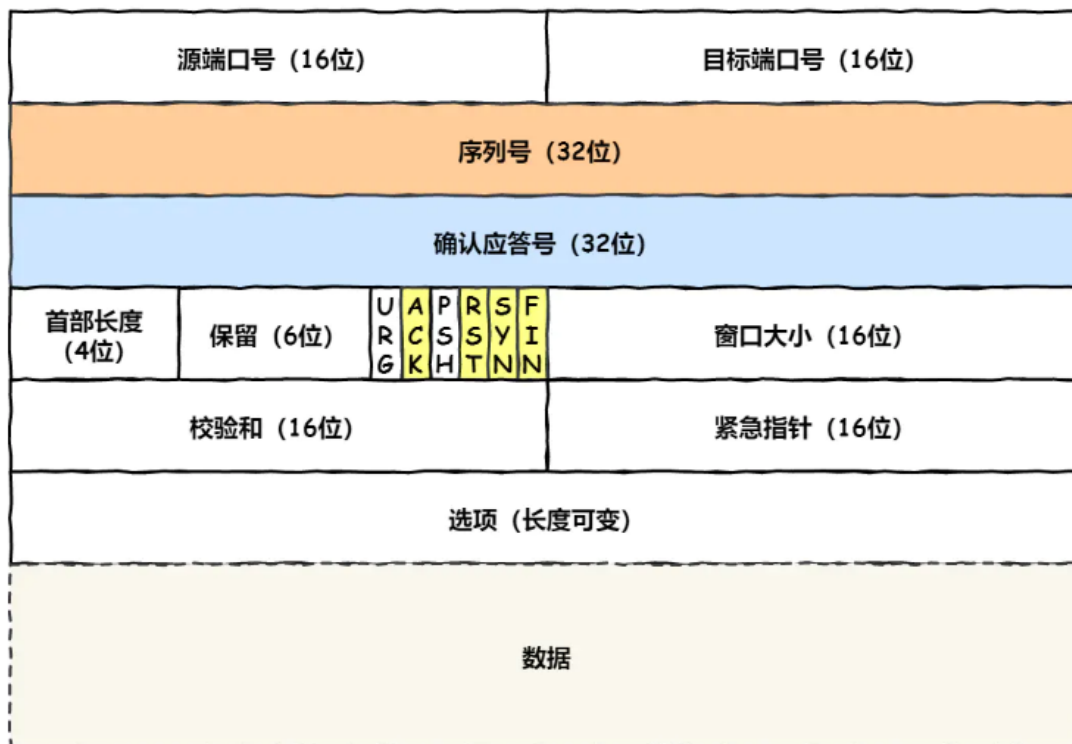 源端口号（16位）
目标端口号（16位）
序列号（32位）
确认应答号（32位）
首部长度
（4位）
保留（6位）
URG
ACK
PSH
RST
SYN
FIN
窗口大小（16位）
校验和（16位）
紧急指针（16位）
选项（长度可变）
数据